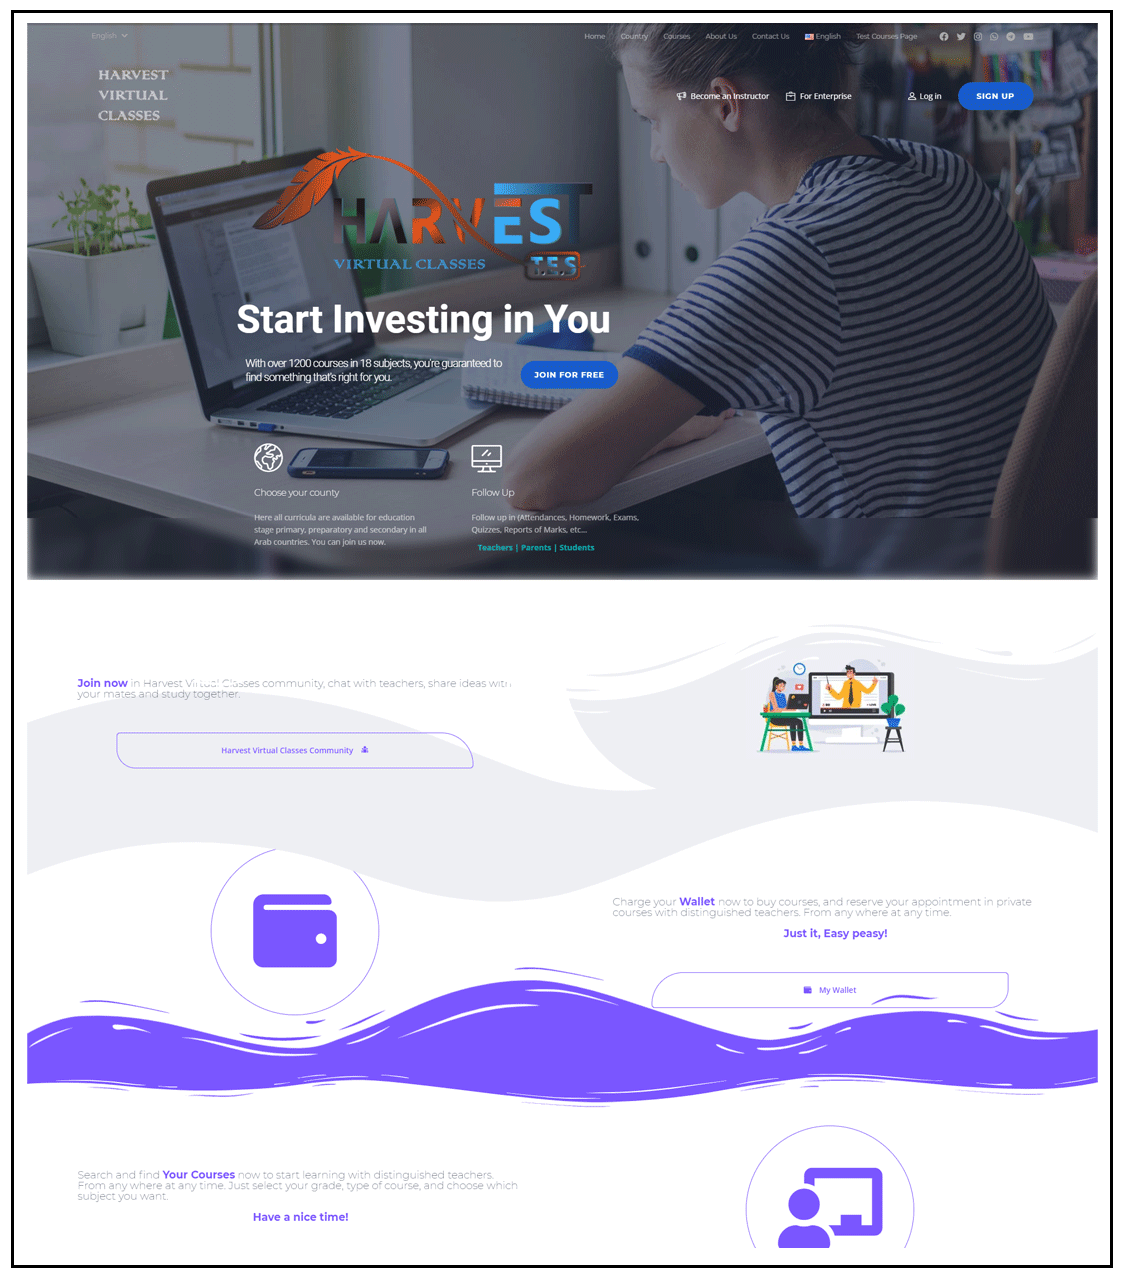 English
Home Country Courses About Us Contact Us English Test Courses Page
HARVEST
VIRTUAL
CLASSES
Become an Instructor For Enterprise Log in SIGN UP
HARVEST
VIRTUAL CLASSES T.E.S
Start Investing in You
With over 1200 courses in 18 subjects, you're guaranteed to
find something that's right for you.
JOIN FOR FREE
Choose your county
Here all curricula are available for education
stage primary, preparatory and secondary in all
Arab countries. You can join us now.
Follow Up
Follow up in (Attendances, Homework, Exams,
Quizzes, Reports of Marks, etc...
Teachers | Parents | Students
Join now in Harvest Virtual Classes community, chat with teachers, share ideas with
your mates and study together.
Harvest Virtual Classes Community
Charge your Wallet now to buy courses, and reserve your appointment in private
courses with distinguished teachers. From any where at any time.
Just it, Easy peasy!
My Wallet
Search and find Your Courses now to start learning with distinguished teachers.
From any where at any time. Just select your grade, type of course, and choose which
subject you want.
Have a nice time!